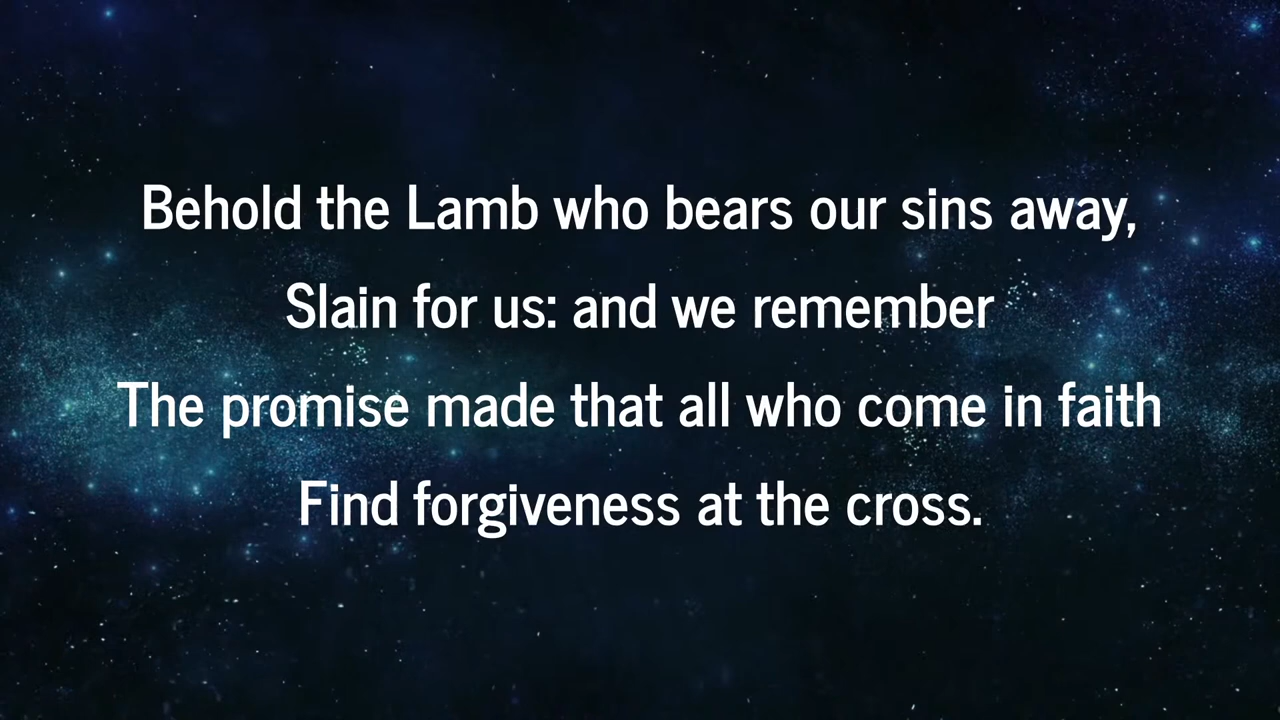 Behold the Lamb who bears our sins away,
Slain for us: and we remember
The promise made that all who come in faith
Find forgiveness at the cross.